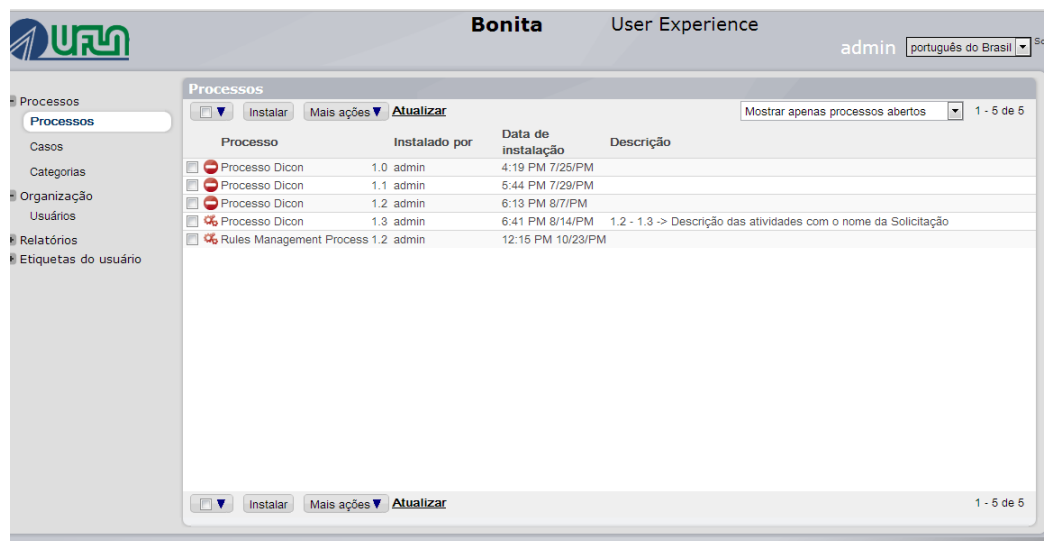 UFRN
Bonita User Experience
admin português do Brasil
Processos
Processos
Casos
Categorias
Organização
Usuários
Relatórios
Etiquetas do usuário
Processos
Instalar Mais ações Atualizar Mostrar apenas processos abertos 1 - 5 de 5
Processo Instalado por Data de instalação Descrição
Processo Dicon 1.0 admin 4:19 PM 7/25/PM
Processo Dicon 1.1 admin 5:44 PM 7/29/PM
Processo Dicon 1.2 admin 6:13 PM 8/7/PM
Processo Dicon 1.3 admin 6:41 PM 8/14/PM 1.2 - 1.3 -> Descrição das atividades com o nome da Solicitação
Rules Management Process 1.2 admin 12:15 PM 10/23/PM
Instalar Mais ações Atualizar 1 - 5 de 5